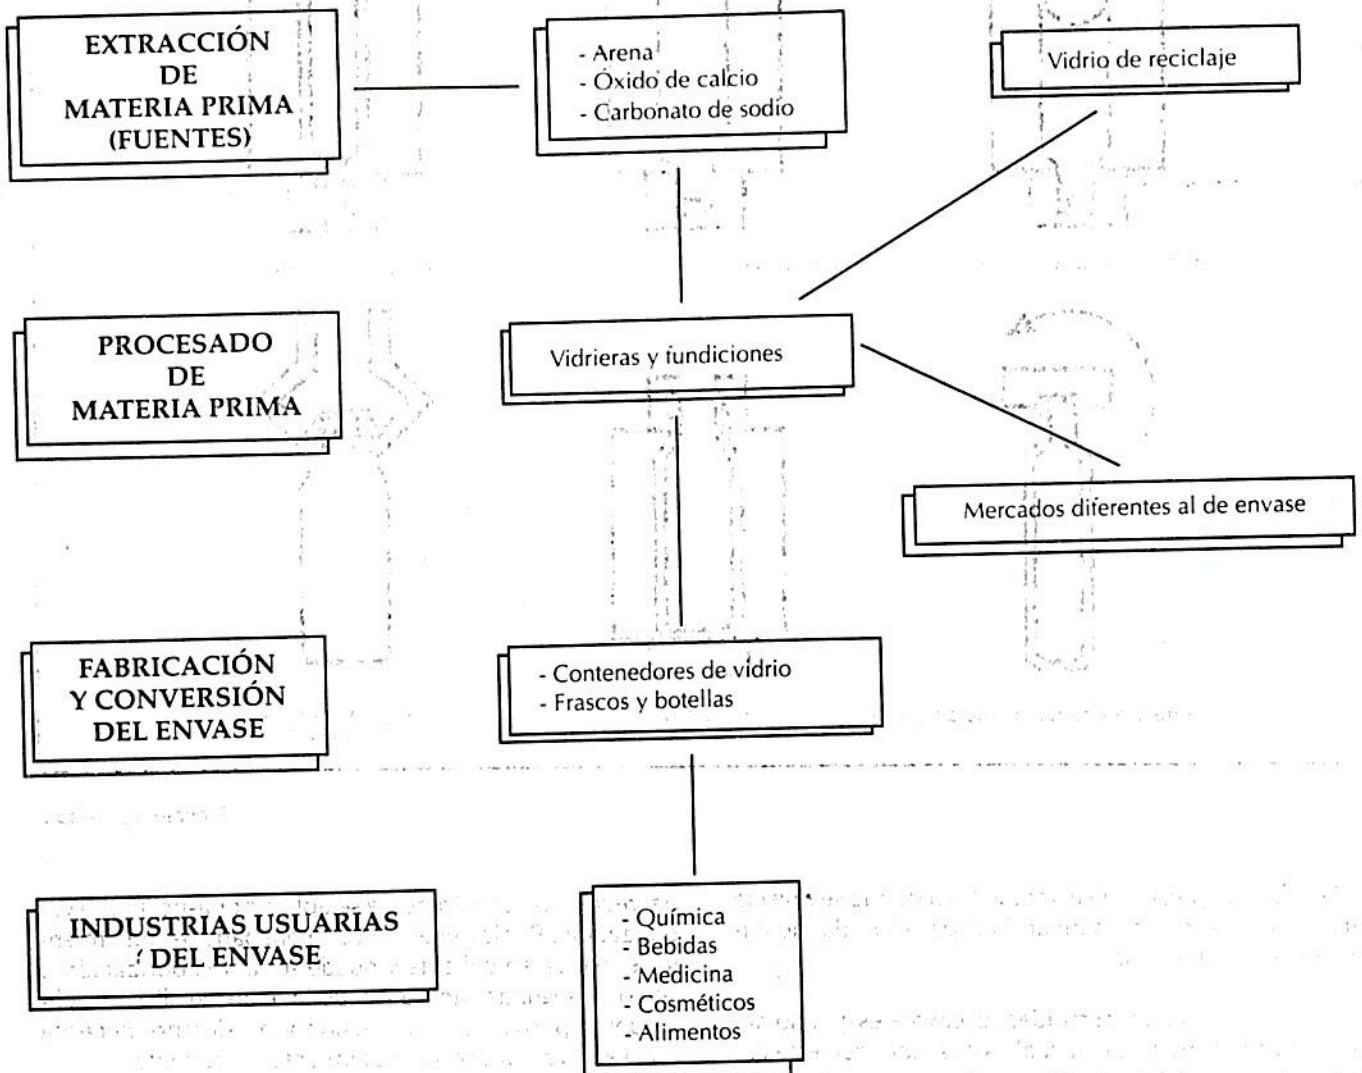 EXTRACCIÓN
DE
MATERIA PRIMA
(FUENTES)
- Arena
- Óxido de calcio
- Carbonato de sodio
Vidrio de reciclaje
PROCESADO
DE
MATERIA PRIMA
Vidrieras y fundiciones
Mercados diferentes al de envase
FABRICACIÓN
Y CONVERSIÓN
DEL ENVASE
- Contenedores de vidrio
- Frascos y botellas
INDUSTRIAS USUARIAS
DEL ENVASE
- Química
- Bebidas
- Medicina
- Cosméticos
- Alimentos